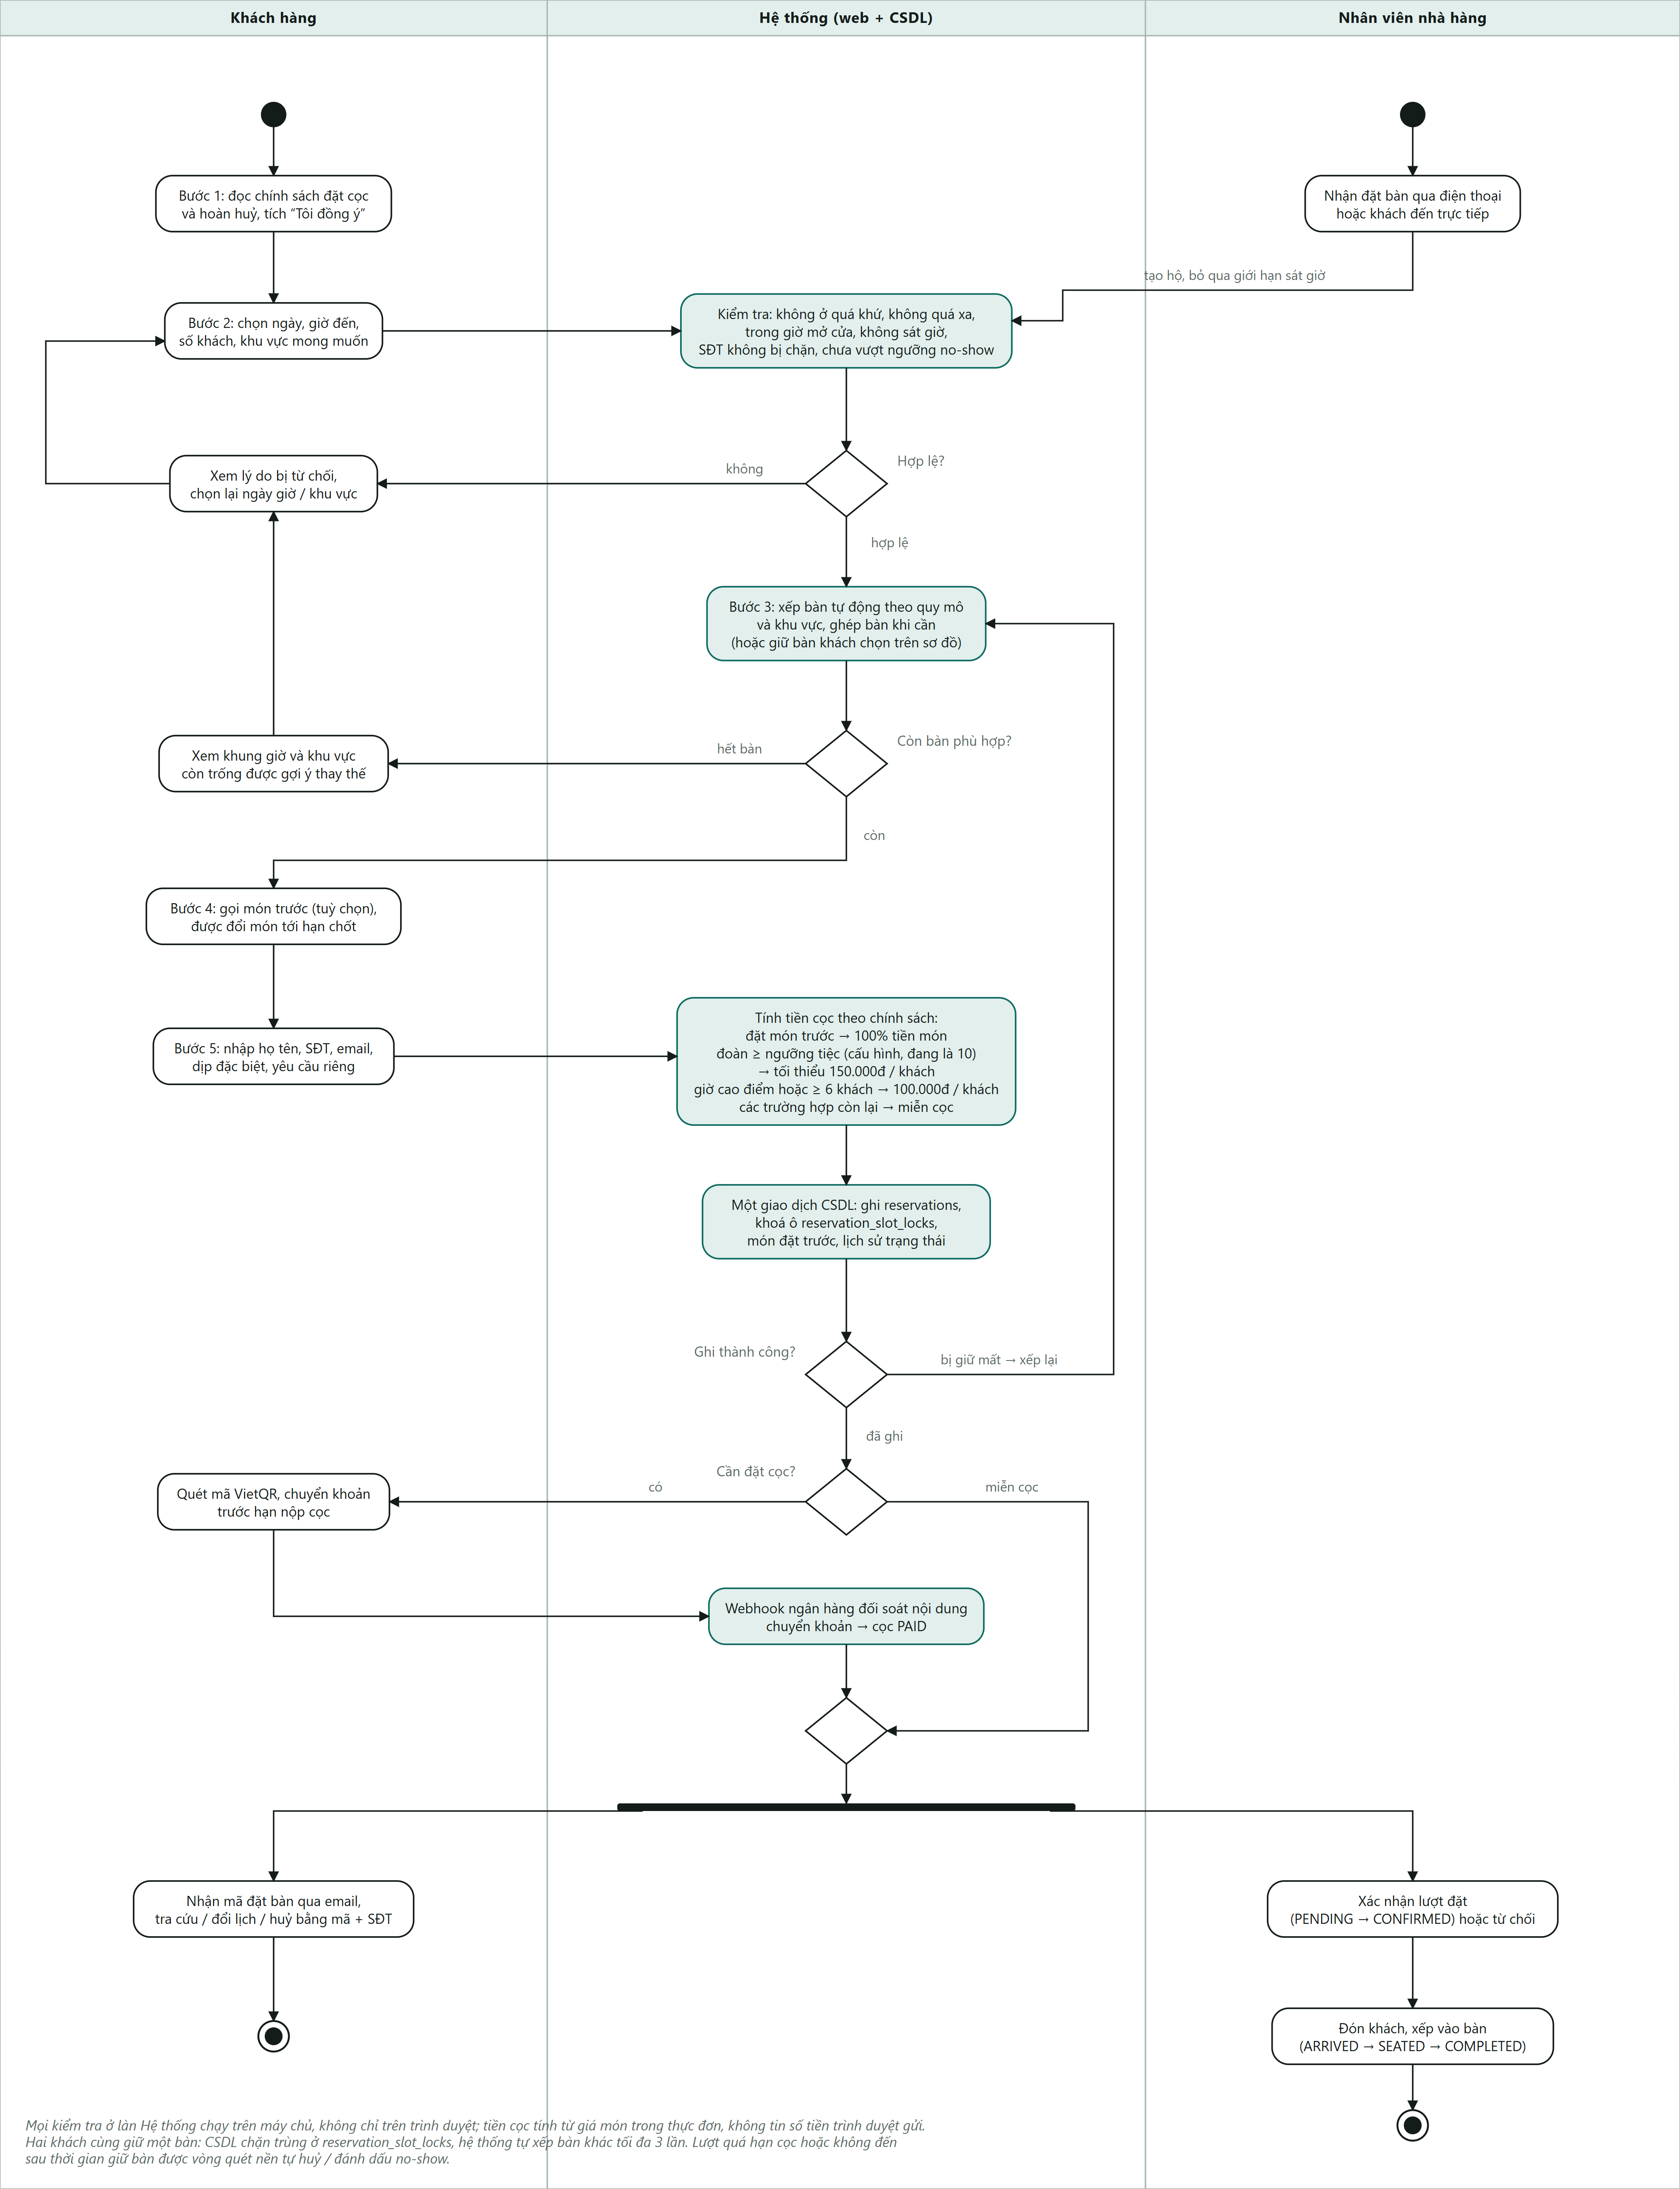 Khách hàng
Hệ thống (web + CSDL)
Nhân viên nhà hàng
Bước 1: đọc chính sách đặt cọc
và hoàn huỷ, tích “Tôi đồng ý”
Nhận đặt bàn qua điện thoại
hoặc khách đến trực tiếp
tạo hộ, bỏ qua giới hạn sát giờ
Bước 2: chọn ngày, giờ đến,
số khách, khu vực mong muốn
Kiểm tra: không ở quá khứ, không quá xa,
trong giờ mở cửa, không sát giờ,
SĐT không bị chặn, chưa vượt ngưỡng no-show
Xem lý do bị từ chối,
chọn lại ngày giờ / khu vực
không
Hợp lệ?
hợp lệ
Bước 3: xếp bàn tự động theo quy mô
và khu vực, ghép bàn khi cần
(hoặc giữ bàn khách chọn trên sơ đồ)
Xem khung giờ và khu vực
còn trống được gợi ý thay thế
hết bàn
Còn bàn phù hợp?
còn
Bước 4: gọi món trước (tuỳ chọn),
được đổi món tới hạn chốt
Bước 5: nhập họ tên, SĐT, email,
dịp đặc biệt, yêu cầu riêng
Tính tiền cọc theo chính sách:
đặt món trước → 100% tiền món
đoàn ≥ ngưỡng tiệc (cấu hình, đang là 10)
→ tối thiểu 150.000đ / khách
giờ cao điểm hoặc ≥ 6 khách → 100.000đ / khách
các trường hợp còn lại → miễn cọc
Một giao dịch CSDL: ghi reservations,
khoá ô reservation_slot_locks,
món đặt trước, lịch sử trạng thái
Ghi thành công?
bị giữ mất → xếp lại
đã ghi
Cần đặt cọc?
có
miễn cọc
Quét mã VietQR, chuyển khoản
trước hạn nộp cọc
Webhook ngân hàng đối soát nội dung
chuyển khoản → cọc PAID
Nhận mã đặt bàn qua email,
tra cứu / đổi lịch / huỷ bằng mã + SĐT
Xác nhận lượt đặt
(PENDING → CONFIRMED) hoặc từ chối
Đón khách, xếp vào bàn
(ARRIVED → SEATED → COMPLETED)
Mọi kiểm tra ở làn Hệ thống chạy trên máy chủ, không chỉ trên trình duyệt; tiền cọc tính từ giá món trong thực đơn, không tin số tiền trình duyệt gửi.
Hai khách cùng giữ một bàn: CSDL chặn trùng ở reservation_slot_locks, hệ thống tự xếp bàn khác tối đa 3 lần. Lượt quá hạn cọc hoặc không đến
sau thời gian giữ bàn được vòng quét nền tự huỷ / đánh dấu no-show.